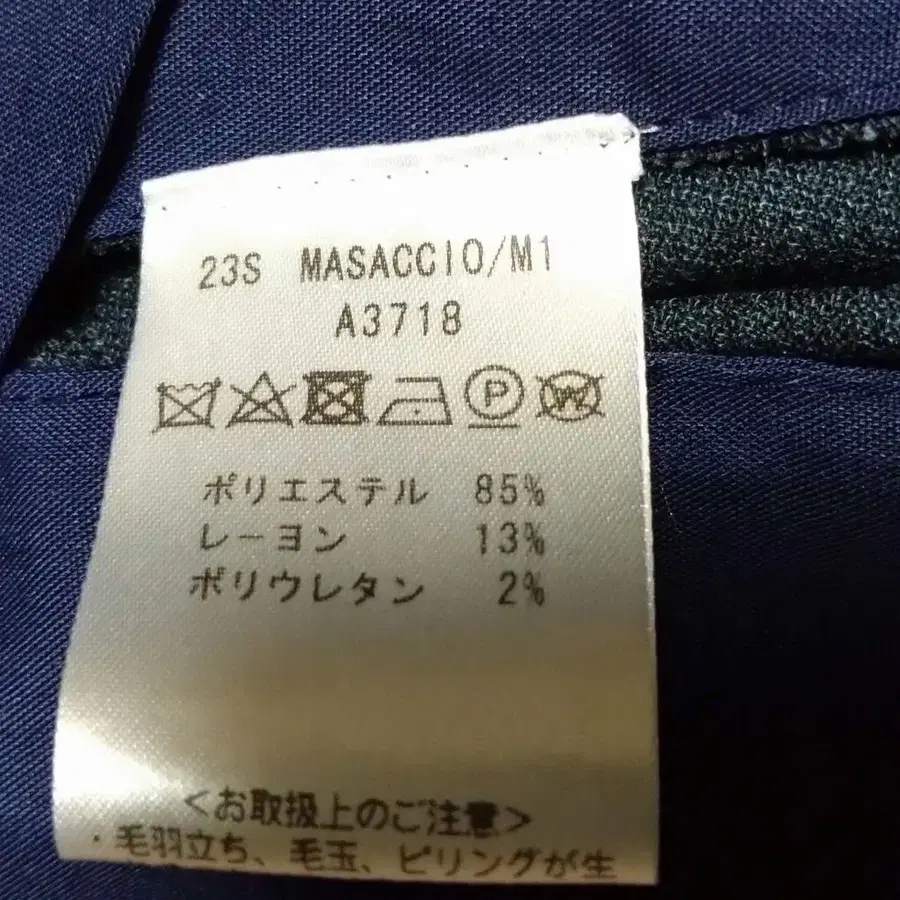 23S MASACCIO/M1
A3718
P W
ポリエステル 85%
レーヨン 13%
ポリウレタン 2%
<お取扱上のご注意>
・毛羽立ち、毛玉、ピリングが生